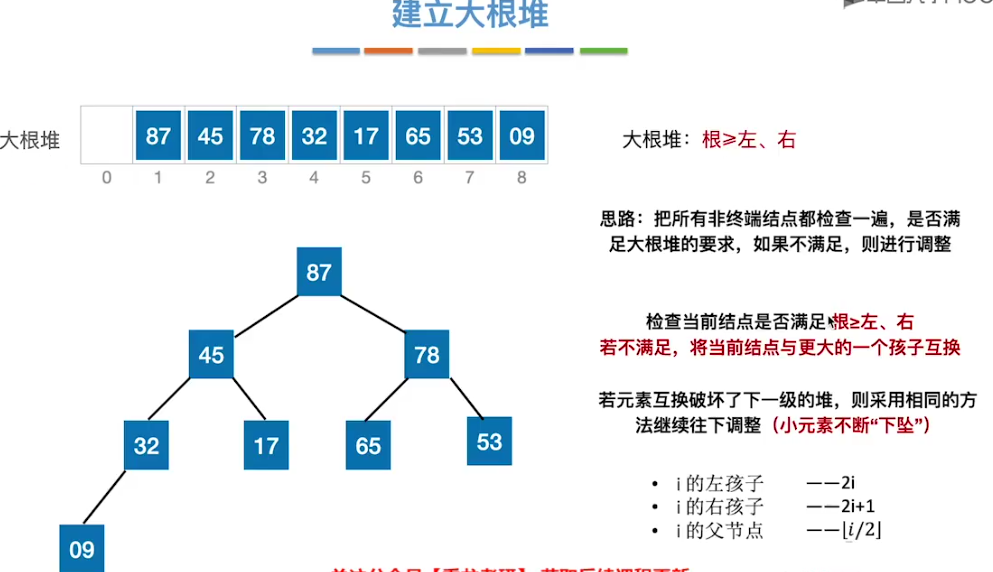 建立大根堆
大根堆
87 45 78 32 17 65 53 09
0 1 2 3 4 5 6 7 8
大根堆：根≥左、右
思路：把所有非终端结点都检查一遍，是否满
足大根堆的要求，如果不满足，则进行调整
87
检查当前结点是否满足 根≥左、右
若不满足，将当前结点与更大的一个孩子互换
45 78
若元素互换破坏了下一级的堆，则采用相同的方
法继续往下调整（小元素不断“下坠”）
32 17 65 53
• i的左孩子 ——2i
• i的右孩子 ——2i+1
• i的父节点 ——⌊i/2⌋
09